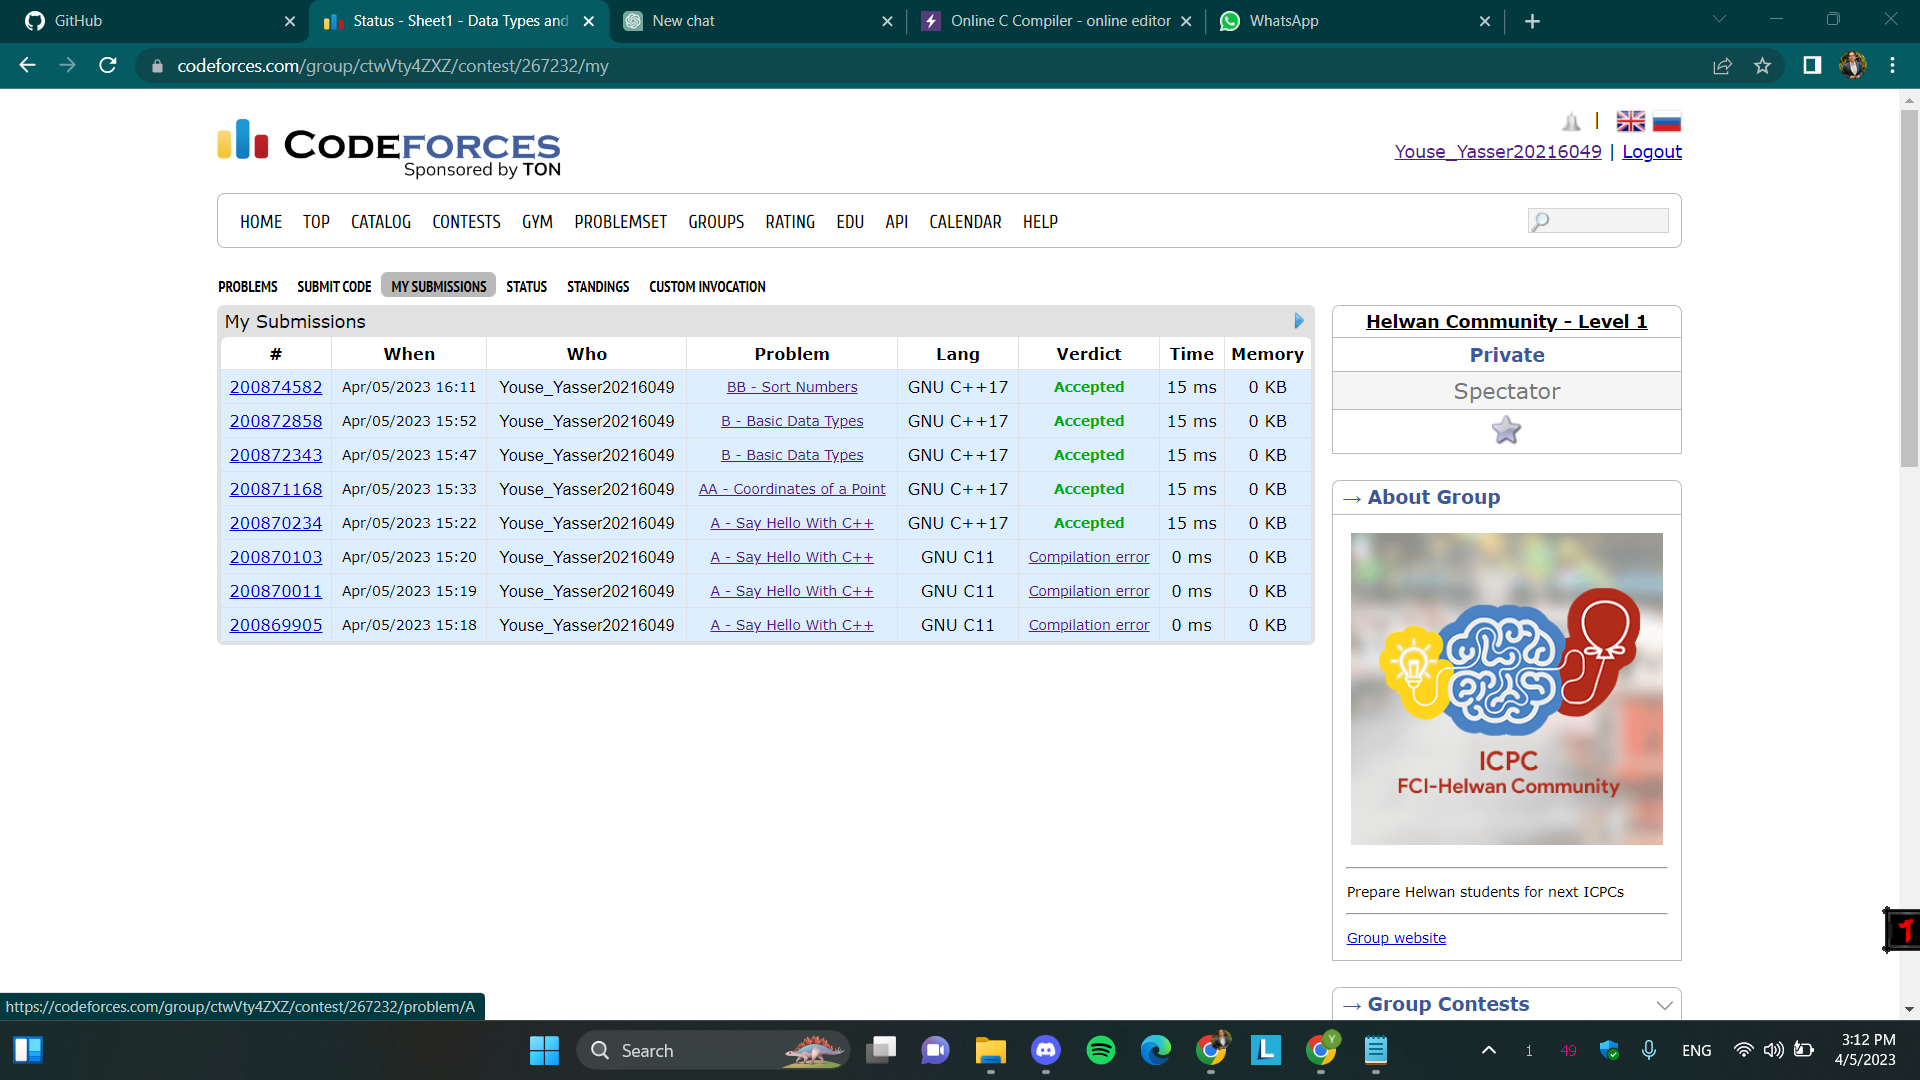 GitHub
Status - Sheet1 - Data Types and
New chat
Online C Compiler - online editor
WhatsApp
codeforces.com/group/ctwVty4ZXZ/contest/267232/my
CODEFORCES
Sponsored by TON
|
Youse_Yasser20216049 | Logout
HOME TOP CATALOG CONTESTS GYM PROBLEMSET GROUPS RATING EDU API CALENDAR HELP
PROBLEMS SUBMIT CODE MY SUBMISSIONS STATUS STANDINGS CUSTOM INVOCATION
My Submissions
# When Who Problem Lang Verdict Time Memory
200874582 Apr/05/2023 16:11 Youse_Yasser20216049 BB - Sort Numbers GNU C++17 Accepted 15 ms 0 KB
200872858 Apr/05/2023 15:52 Youse_Yasser20216049 B - Basic Data Types GNU C++17 Accepted 15 ms 0 KB
200872343 Apr/05/2023 15:47 Youse_Yasser20216049 B - Basic Data Types GNU C++17 Accepted 15 ms 0 KB
200871168 Apr/05/2023 15:33 Youse_Yasser20216049 AA - Coordinates of a Point GNU C++17 Accepted 15 ms 0 KB
200870234 Apr/05/2023 15:22 Youse_Yasser20216049 A - Say Hello With C++ GNU C++17 Accepted 15 ms 0 KB
200870103 Apr/05/2023 15:20 Youse_Yasser20216049 A - Say Hello With C++ GNU C11 Compilation error 0 ms 0 KB
200870011 Apr/05/2023 15:19 Youse_Yasser20216049 A - Say Hello With C++ GNU C11 Compilation error 0 ms 0 KB
200869905 Apr/05/2023 15:18 Youse_Yasser20216049 A - Say Hello With C++ GNU C11 Compilation error 0 ms 0 KB
Helwan Community - Level 1
Private
Spectator
→ About Group
ICPC
FCI-Helwan Community
Prepare Helwan students for next ICPCs
Group website
→ Group Contests
https://codeforces.com/group/ctwVty4ZXZ/contest/267232/problem/A
Search
1
49
ENG
3:12 PM
4/5/2023